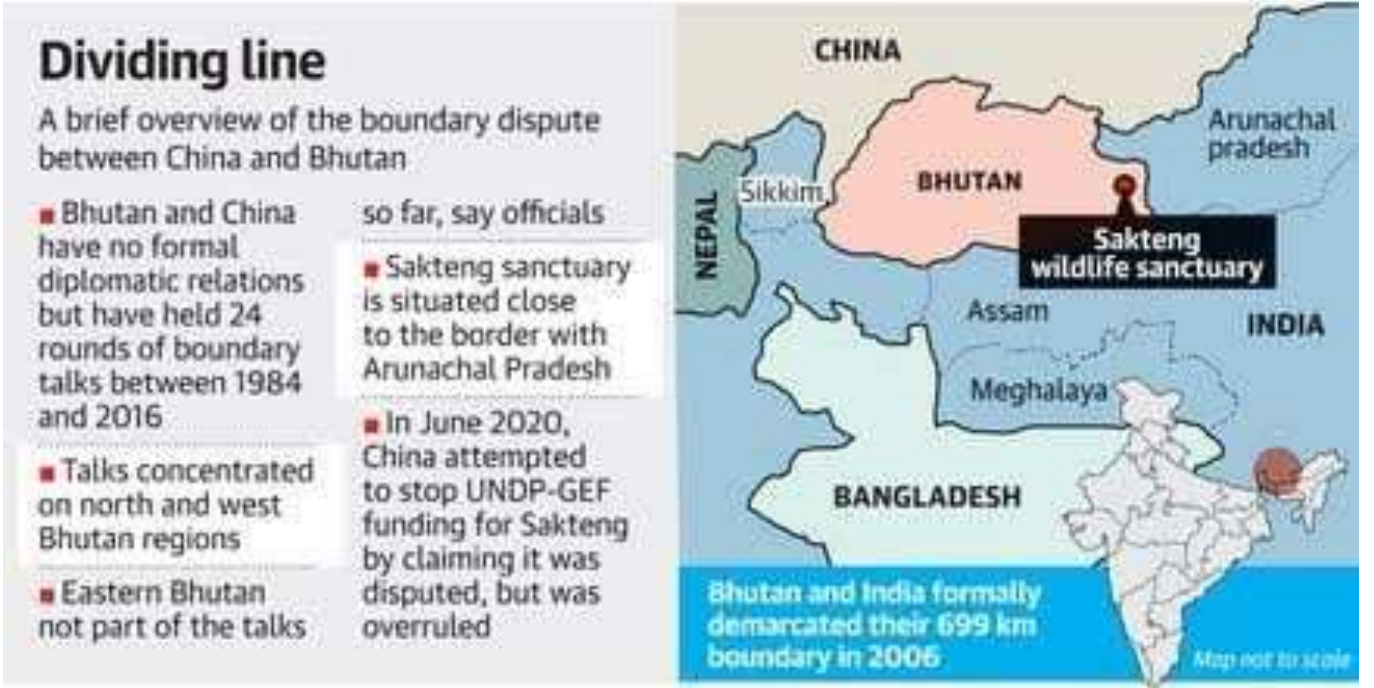 Dividing line
A brief overview of the boundary dispute
between China and Bhutan
■ Bhutan and China
have no formal
diplomatic relations
but have held 24
rounds of boundary
talks between 1984
and 2016
■ Talks concentrated
on north and west
Bhutan regions
■ Eastern Bhutan
not part of the talks
so far, say officials
■ Sakteng sanctuary
is situated close
to the border with
Arunachal Pradesh
■ In June 2020,
China attempted
to stop UNDP-GEF
funding for Sakteng
by claiming it was
disputed, but was
overruled
CHINA
Arunachal
pradesh
BHUTAN
Sikkim
NEPAL
Sakteng
wildlife sanctuary
Assam
INDIA
Meghalaya
BANGLADESH
Bhutan and India formally
demarcated their 699 km
boundary in 2006
Map not to scale